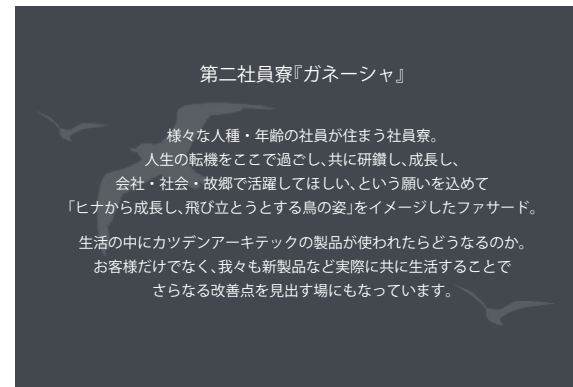 第二社員寮『ガネーシャ』
様々な人種・年齢の社員が住まう社員寮。
人生の転機をここで過ごし、共に研鑽し、成長し、
会社・社会・故郷で活躍してほしい、という願いを込めて
「ヒナから成長し、飛び立とうとする鳥の姿」をイメージしたファサード。
生活の中にカツデンアーキテックの製品が使われたらどうなるのか。
お客様だけでなく、我々も新製品など実際に共に生活することで
さらなる改善点を見出す場にもなっています。